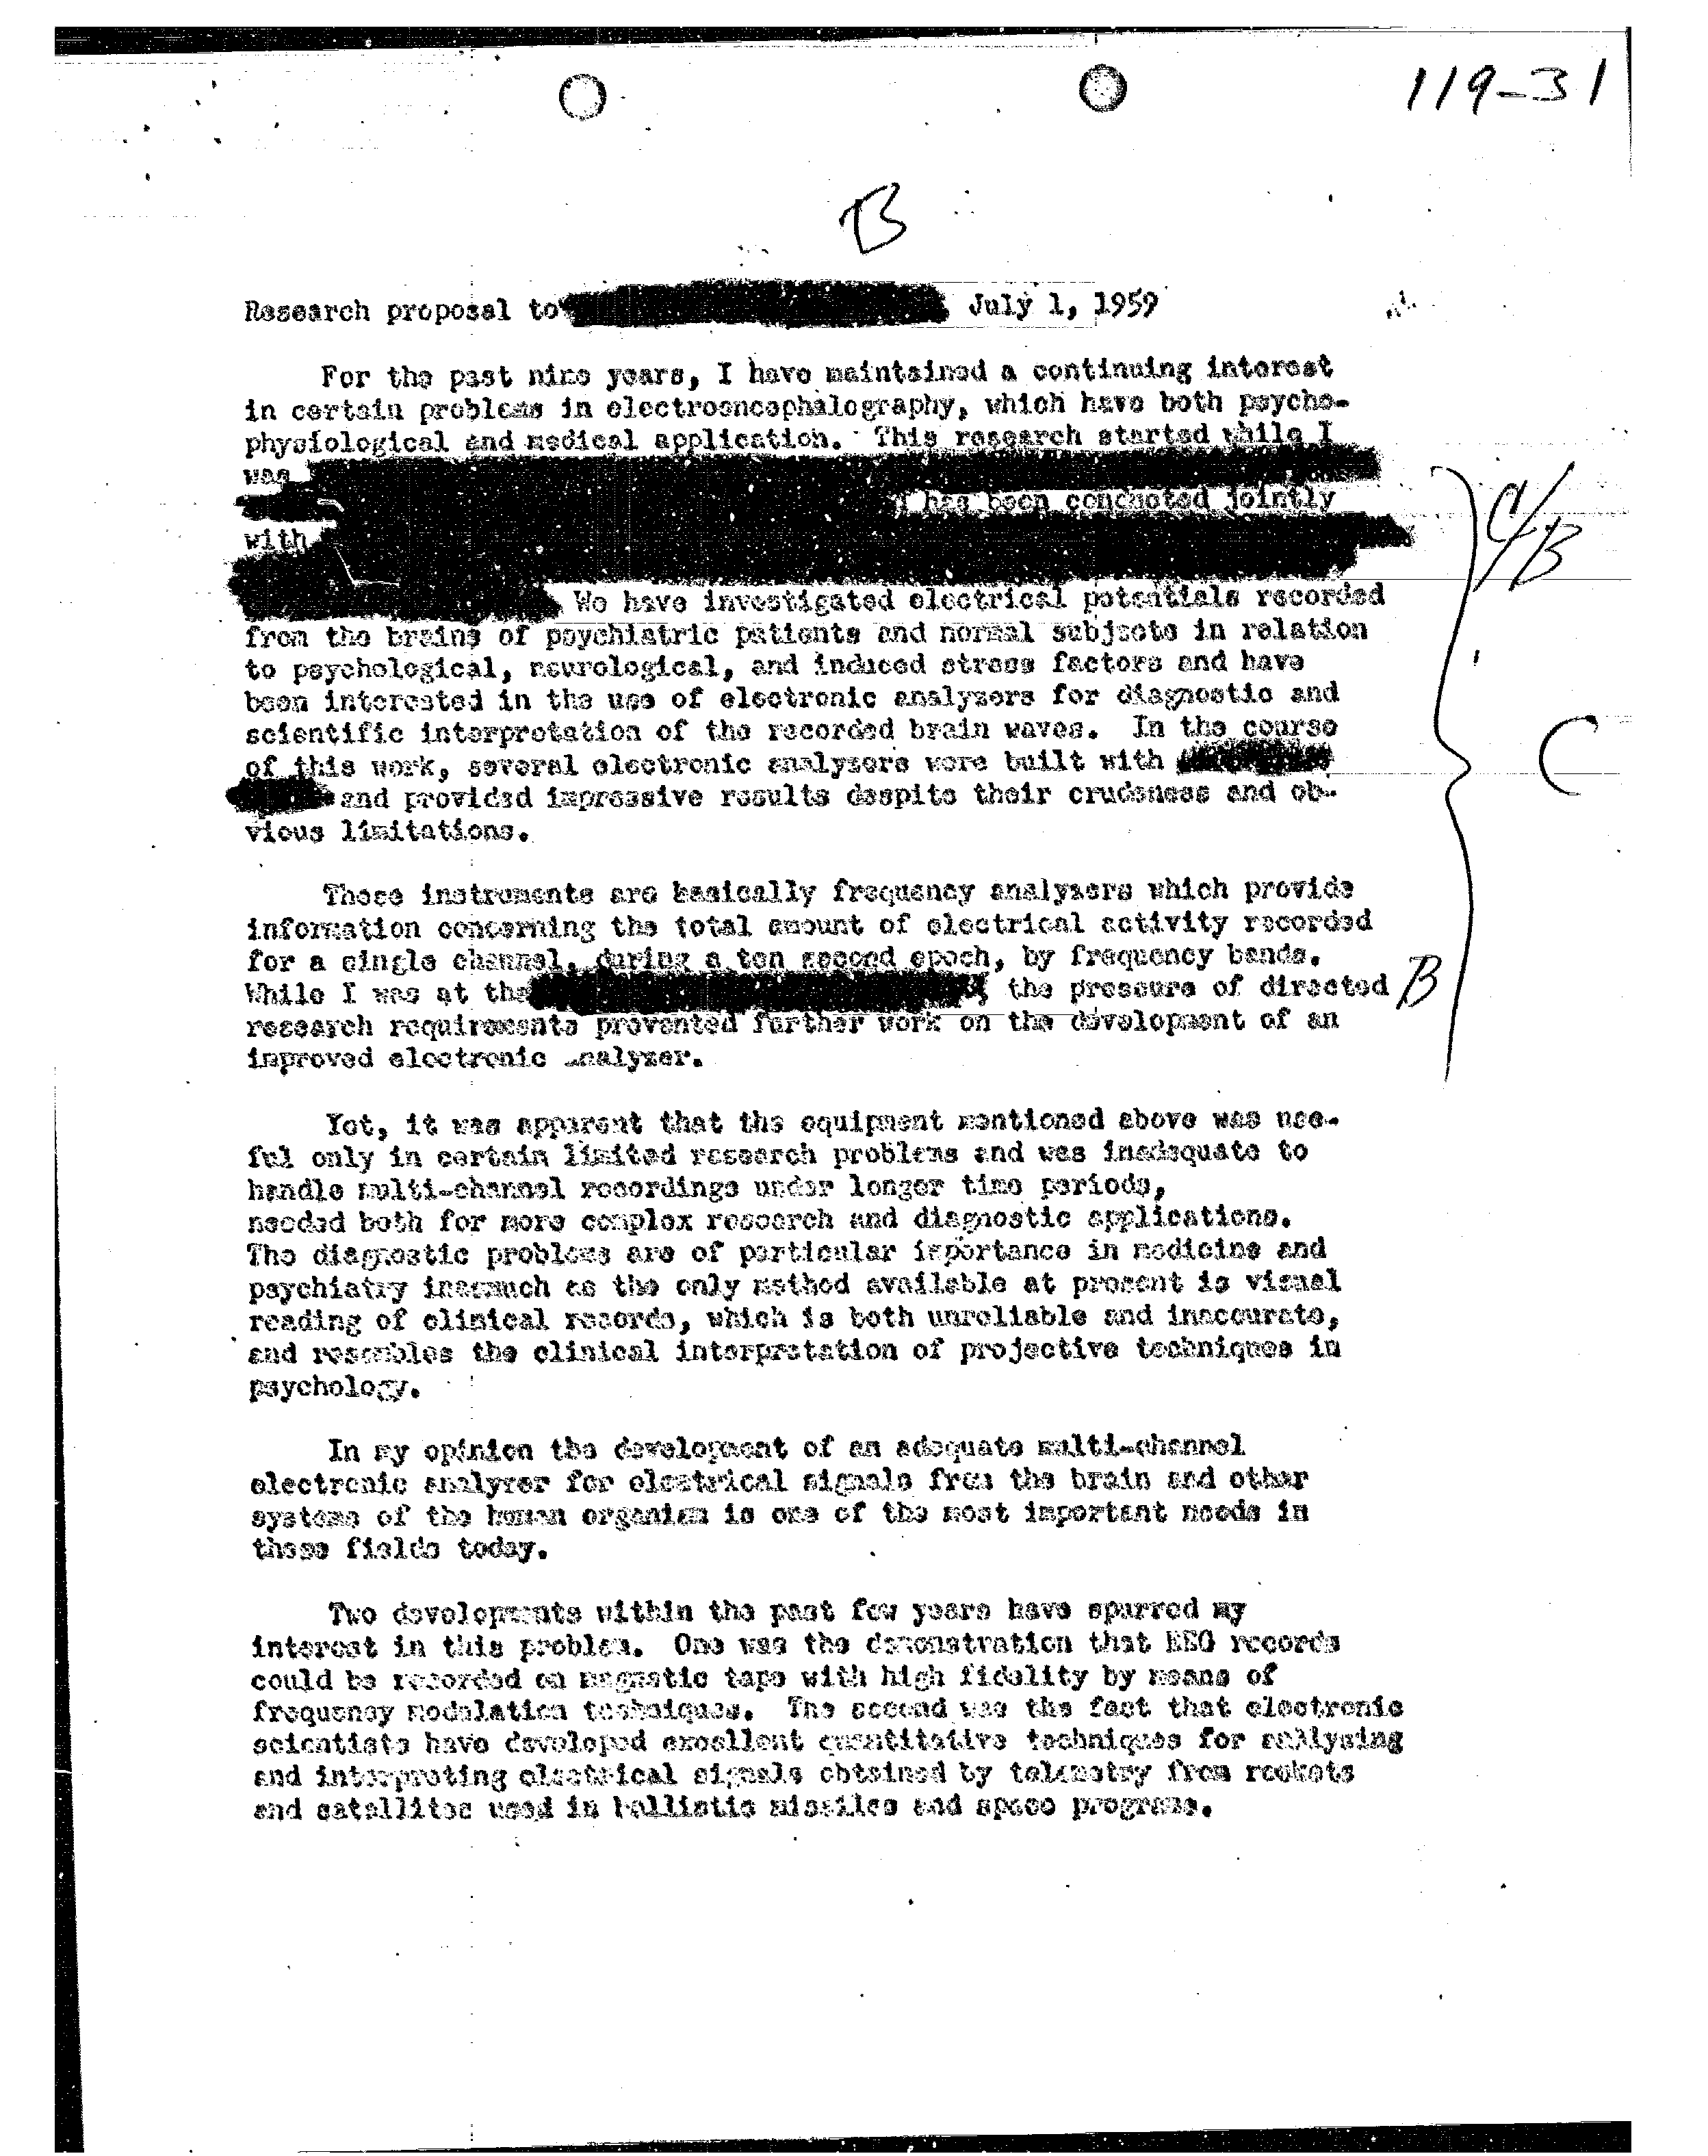 119-31
B
Research proposal to July 1, 1959
For the past nine years, I have maintained a continuing interest
in certain problems in electroencephalography, which have both psycho-
physiological and medical application. This research started while I
was
has been conducted jointly
with
We have investigated electrical potentials recorded
from the brains of psychiatric patients and normal subjects in relation
to psychological, neurological, and induced stress factors and have
been interested in the use of electronic analyzers for diagnostic and
scientific interpretation of the recorded brain waves. In the course
of this work, several electronic analyzers were built with
and provided impressive results despite their crudeness and ob-
vious limitations.
C/B
C
These instruments are basically frequency analyzers which provide
information concerning the total amount of electrical activity recorded
for a single channel, during a ten second epoch, by frequency bands.
While I was at the the pressure of directed
research requirements prevented further work on the development of an
improved electronic analyzer.
B
Yet, it was apparent that the equipment mentioned above was use-
ful only in certain limited research problems and was inadequate to
handle multi-channel recordings under longer time periods,
needed both for more complex research and diagnostic applications.
The diagnostic problems are of particular importance in medicine and
psychiatry inasmuch as the only method available at present is visual
reading of clinical records, which is both unreliable and inaccurate,
and resembles the clinical interpretation of projective techniques in
psychology.
In my opinion the development of an adequate multi-channel
electronic analyzer for electrical signals from the brain and other
systems of the human organism is one of the most important needs in
these fields today.
Two developments within the past few years have spurred my
interest in this problem. One was the demonstration that EEG records
could be recorded on magnetic tape with high fidelity by means of
frequency modulation techniques. The second was the fact that electronic
scientists have developed excellent quantitative techniques for analyzing
and interpreting electrical signals obtained by telemetry from rockets
and satellites used in ballistic missiles and space programs.